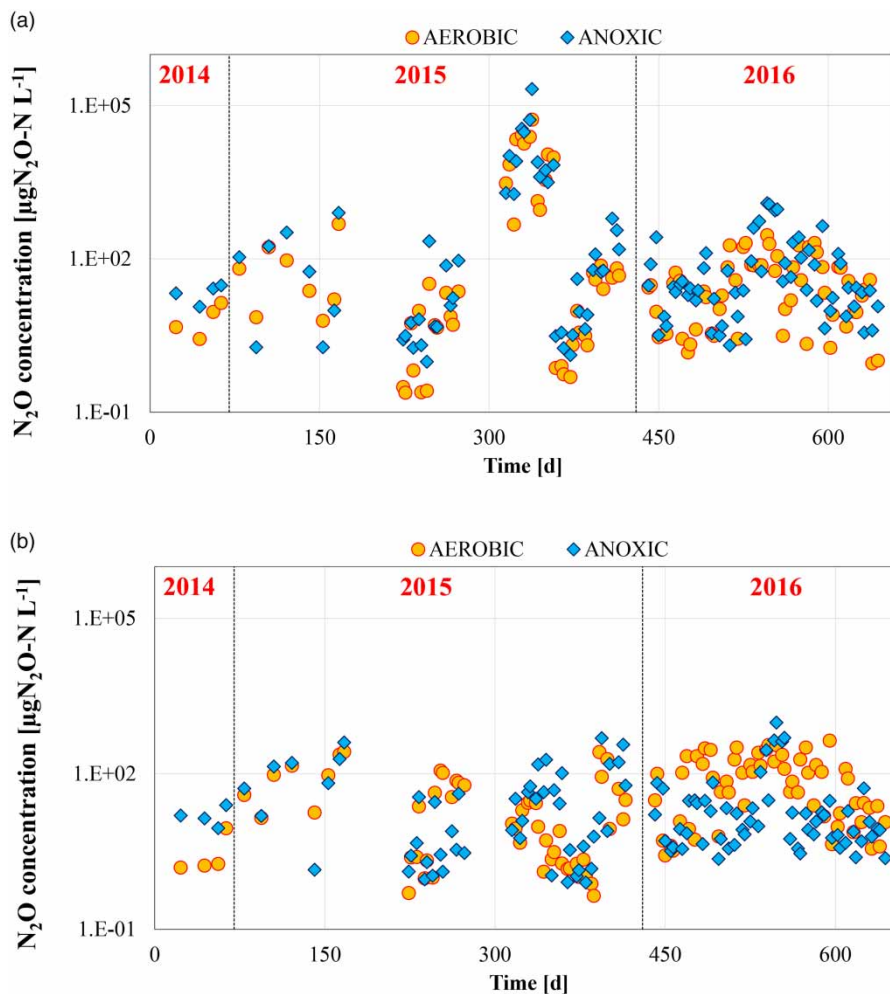 (a)
AEROBIC ANOXIC
2014 2015 2016
N₂O concentration [µgN₂O-N L⁻¹]
1.E+05
1.E+02
1.E-01
0 150 300 450 600
Time [d]
(b)
AEROBIC ANOXIC
2014 2015 2016
N₂O concentration [µgN₂O-N L⁻¹]
1.E+05
1.E+02
1.E-01
0 150 300 450 600
Time [d]